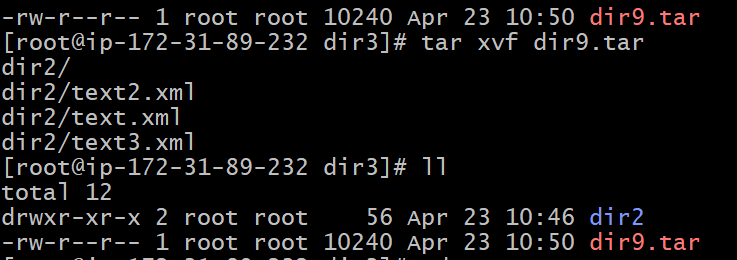 -rw-r--r-- 1 root root 10240 Apr 23 10:50 dir9.tar
[root@ip-172-31-89-232 dir3]# tar xvf dir9.tar
dir2/
dir2/text2.xml
dir2/text.xml
dir2/text3.xml
[root@ip-172-31-89-232 dir3]# ll
total 12
drwxr-xr-x 2 root root    56 Apr 23 10:46 dir2
-rw-r--r-- 1 root root 10240 Apr 23 10:50 dir9.tar